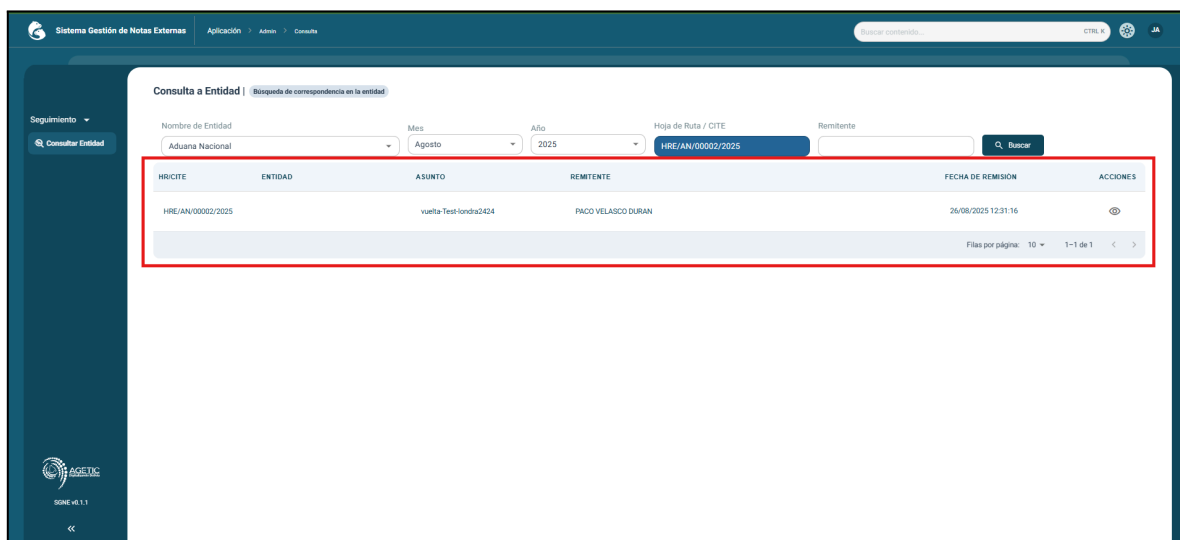 Sistema Gestión de Notas Externas Aplicación > Admin > Consulta Buscar contenido... CTRL K JA
Consulta a Entidad | Búsqueda de correspondencia en la entidad
Seguimiento
Consultar Entidad
Nombre de Entidad Mes Año Hoja de Ruta / CITE Remitente
Aduana Nacional Agosto 2025 HRE/AN/00002/2025 Buscar
HR/CITE ENTIDAD ASUNTO REMITENTE FECHA DE REMISIÓN ACCIONES
HRE/AN/00002/2025 vuelta-Test-londra2424 PACO VELASCO DURAN 26/08/2025 12:31:16
Filas por página: 10 1–1 de 1 < >
AGETIC
SGNE v0.1.1
«